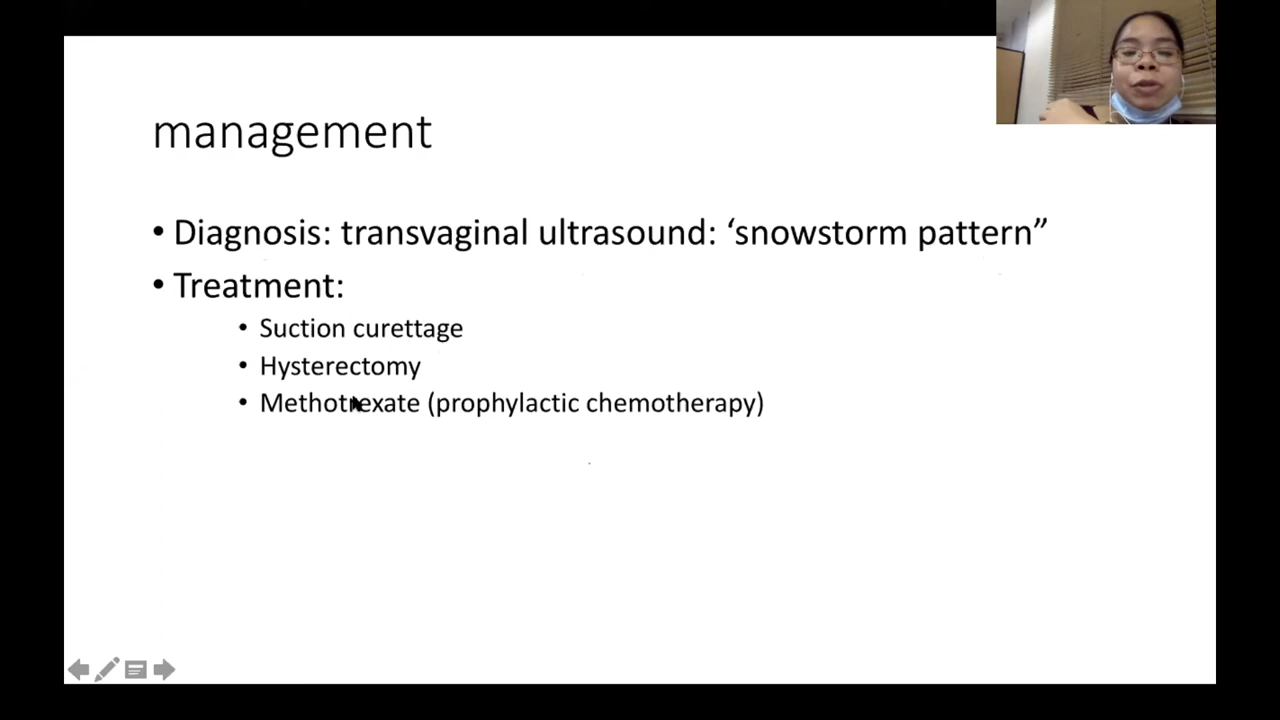 management
• Diagnosis: transvaginal ultrasound: ‘snowstorm pattern”
• Treatment:
• Suction curettage
• Hysterectomy
• Methotrexate (prophylactic chemotherapy)